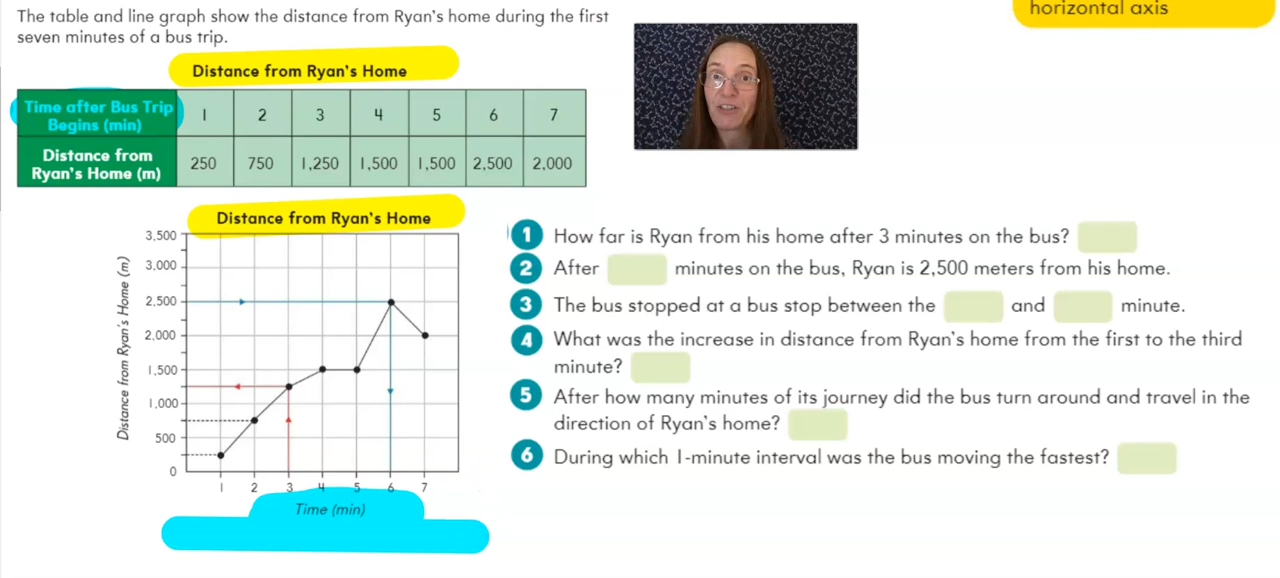 The table and line graph show the distance from Ryan's home during the first
seven minutes of a bus trip.
horizontal axis
Distance from Ryan's Home
Time after Bus Trip
Begins (min)
1 2 3 4 5 6 7
Distance from
Ryan's Home (m)
250 750 1,250 1,500 1,500 2,500 2,000
Distance from Ryan's Home
Distance from Ryan's Home (m)
3,500
3,000
2,500
2,000
1,500
1,000
500
0
1 2 3 4 5 6 7
Time (min)
1 How far is Ryan from his home after 3 minutes on the bus?
2 After minutes on the bus, Ryan is 2,500 meters from his home.
3 The bus stopped at a bus stop between the and minute.
4 What was the increase in distance from Ryan's home from the first to the third
minute?
5 After how many minutes of its journey did the bus turn around and travel in the
direction of Ryan's home?
6 During which 1-minute interval was the bus moving the fastest?